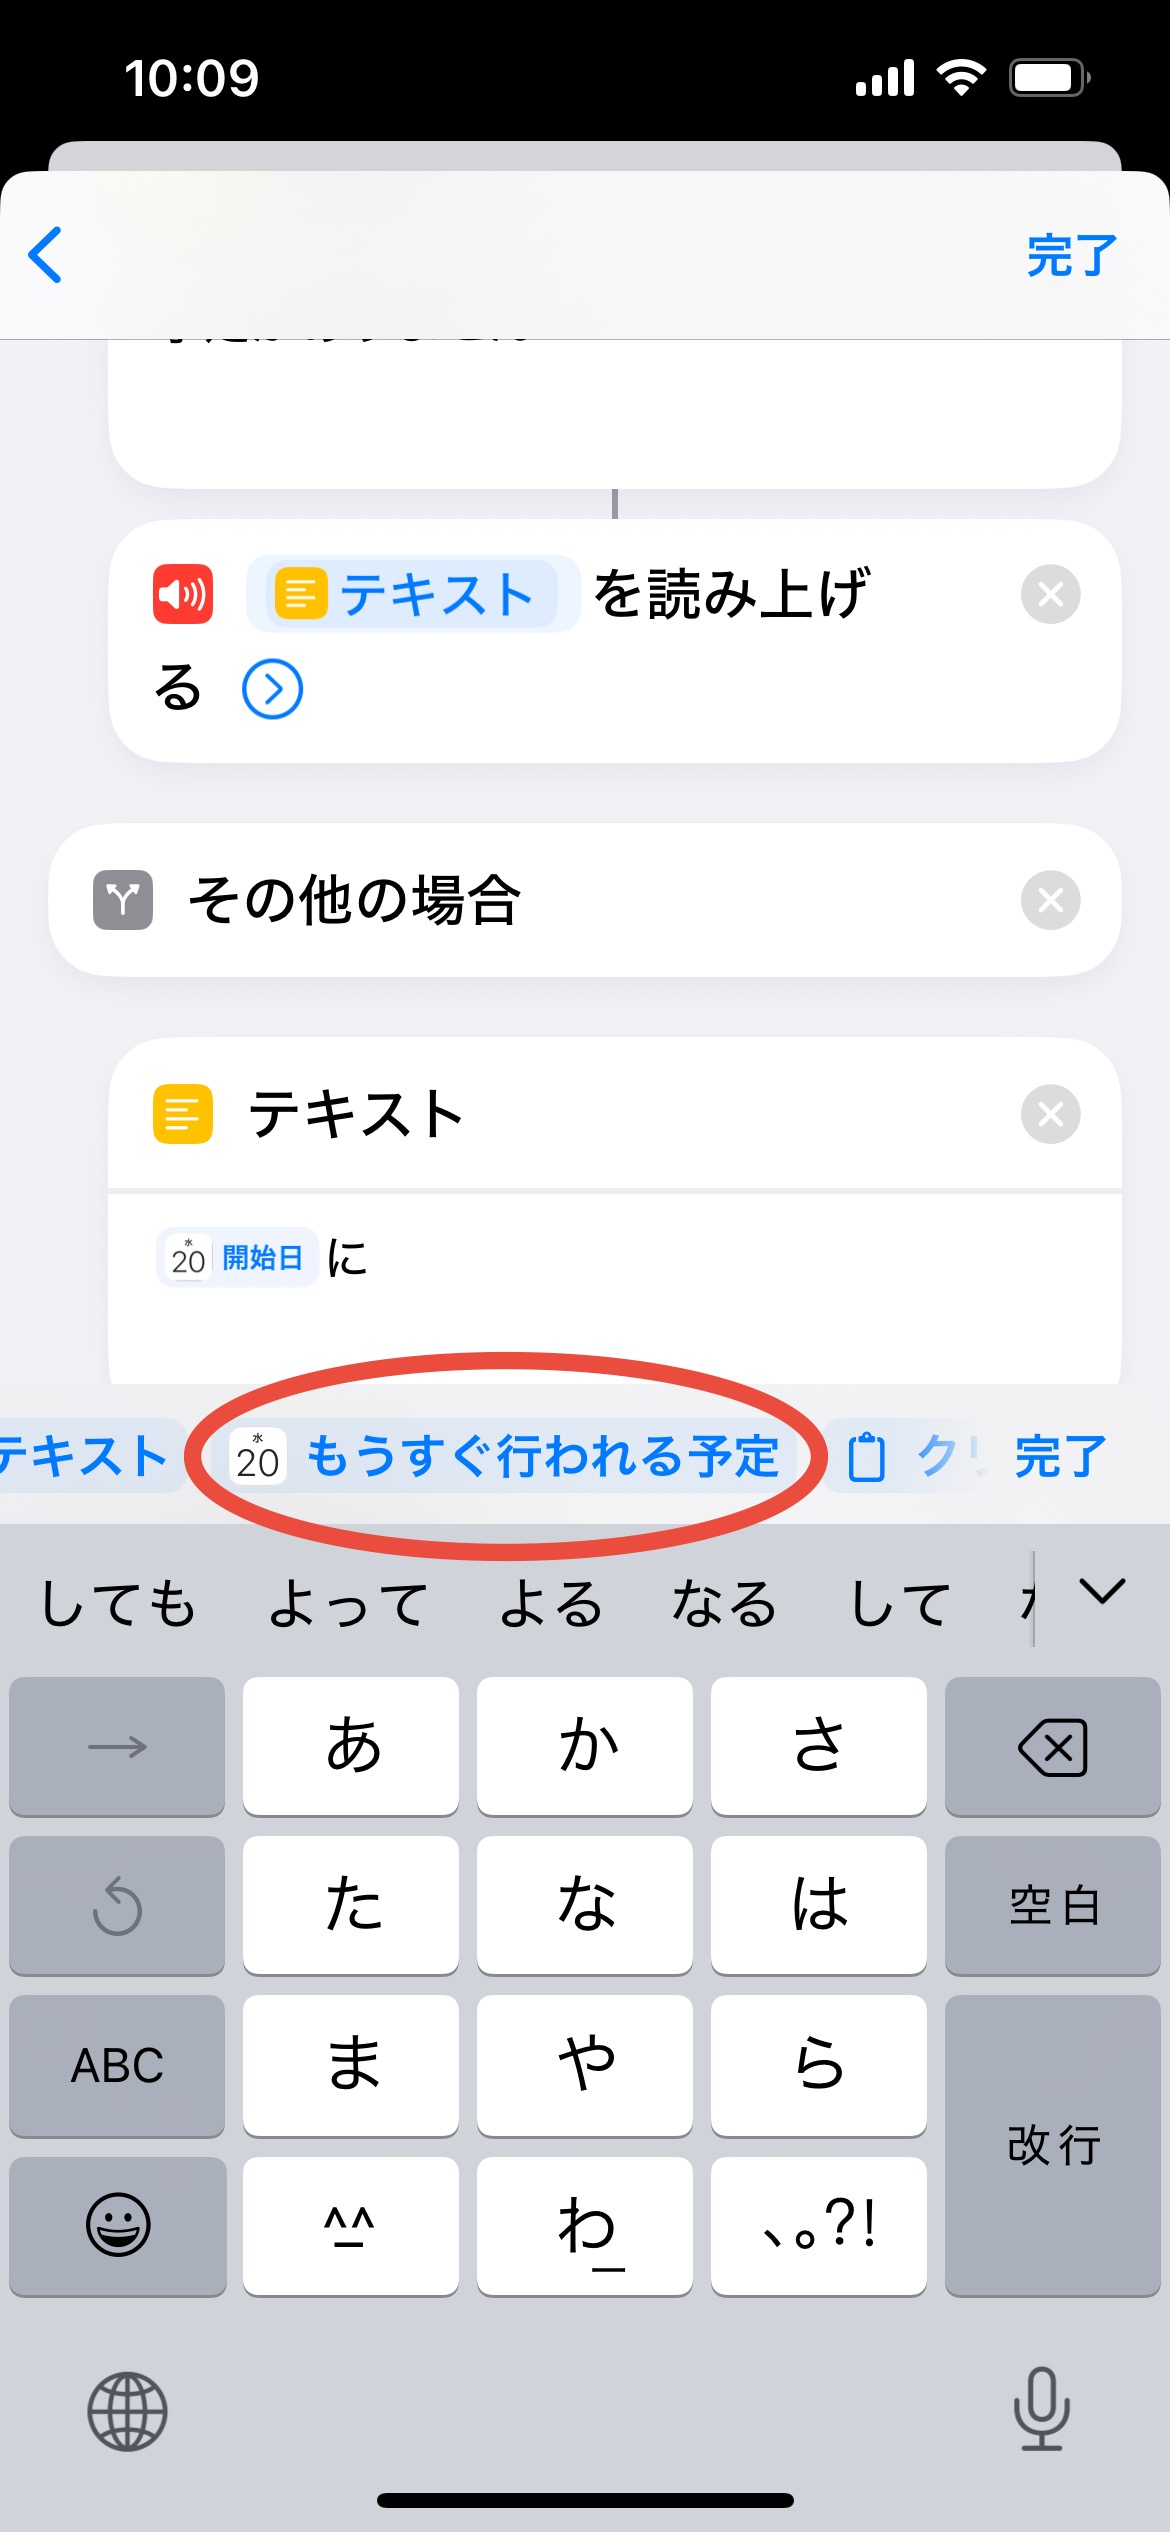 10:09
完了
テキスト を読み上げ
る
その他の場合
テキスト
水
20 開始日 に
テキスト
水
20 もうすぐ行われる予定
完了
しても よって よる なる して
→ あ か さ
た な は 空白
ABC ま や ら
改行
^_^ わ_ 、。?!